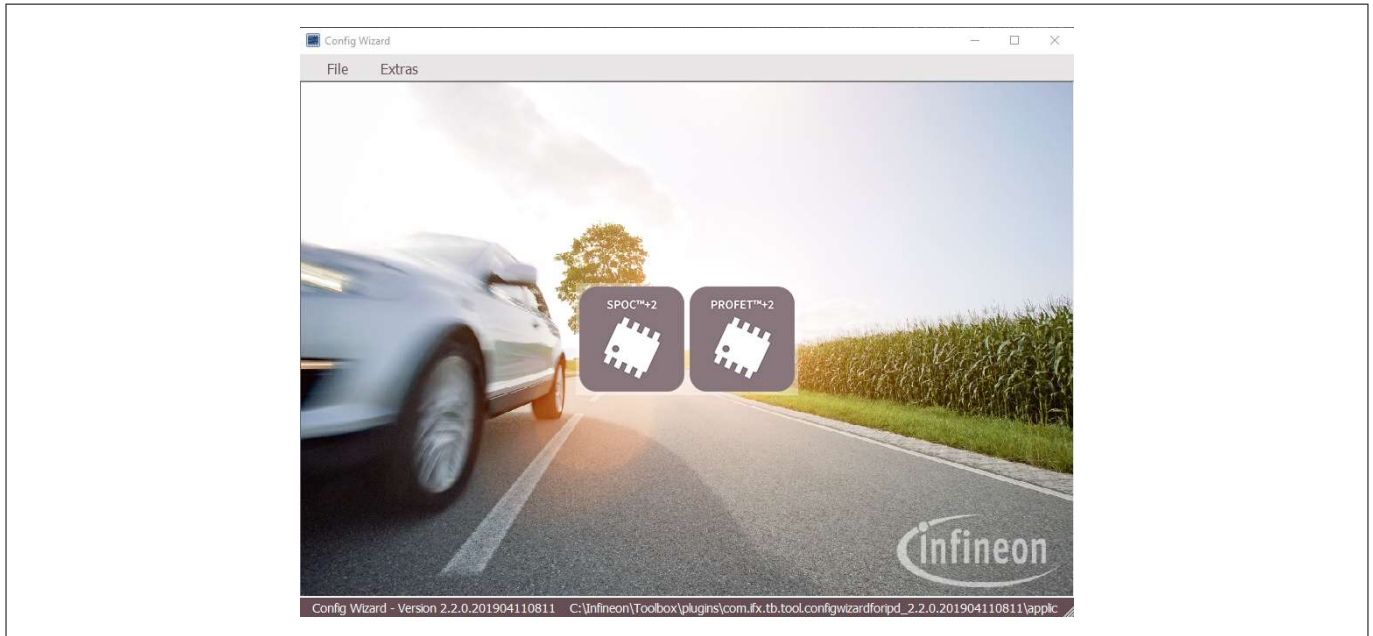 Config Wizard
File Extras
SPOC™+2 PROFET™+2
infineon
Config Wizard - Version 2.2.0.201904110811 C:\Infineon\Toolbox\plugins\com.ifx.tb.tool.configwizardforipd_2.2.0.201904110811\applic